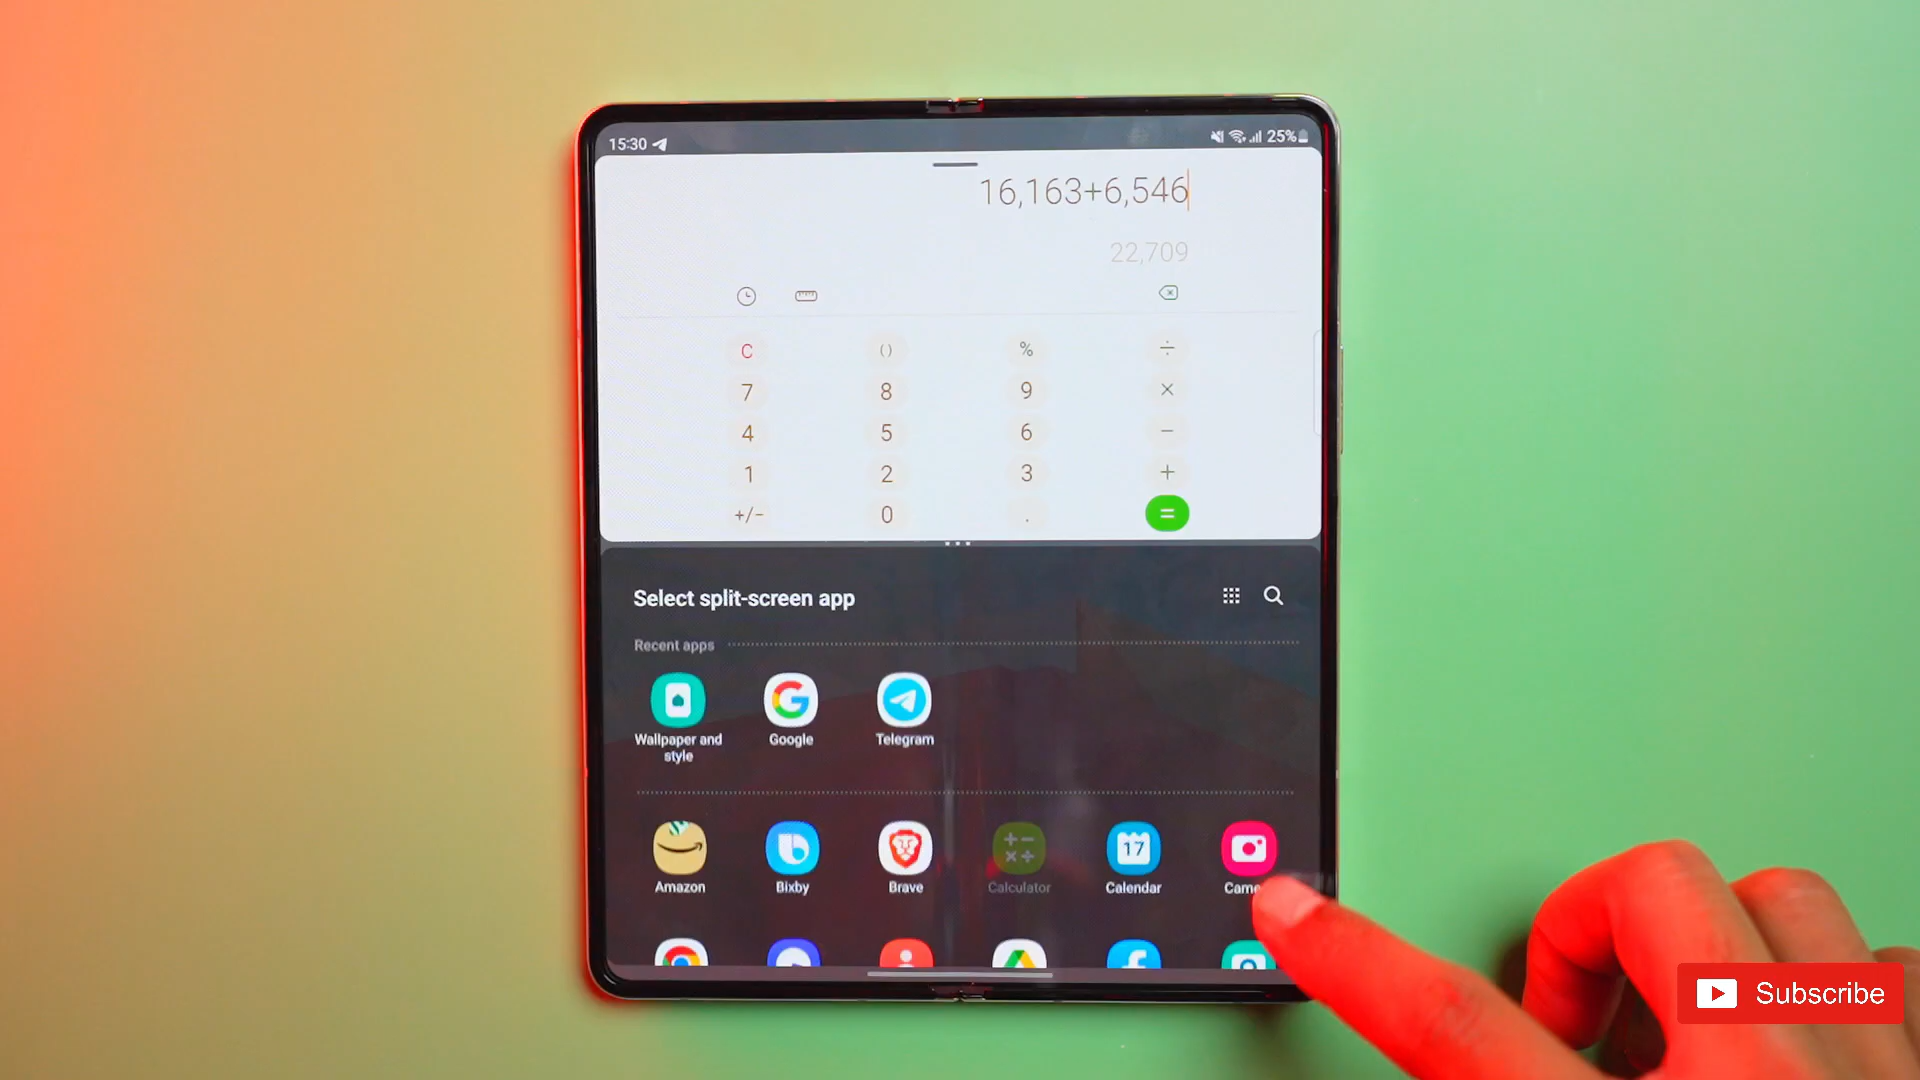 15:30
25%
16,163+6,546
22,709
C () % ÷
7 8 9 ×
4 5 6 −
1 2 3 +
+/− 0 . =
Select split-screen app
Recent apps
Wallpaper and
style
Google
Telegram
17
Amazon
Bixby
Brave
Calculator
Calendar
Subscribe